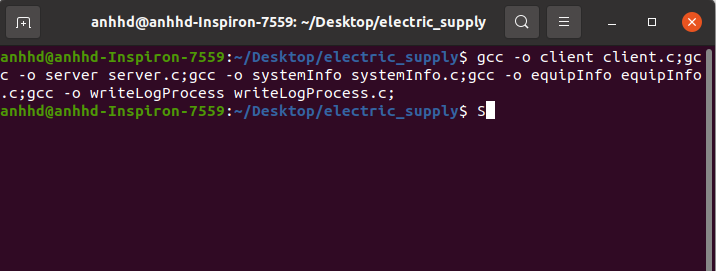 anhhd@anhhd-Inspiron-7559: ~/Desktop/electric_supply
anhhd@anhhd-Inspiron-7559:~/Desktop/electric_supply$ gcc -o client client.c;gc
c -o server server.c;gcc -o systemInfo systemInfo.c;gcc -o equipInfo equipInfo
.c;gcc -o writeLogProcess writeLogProcess.c;
anhhd@anhhd-Inspiron-7559:~/Desktop/electric_supply$ S